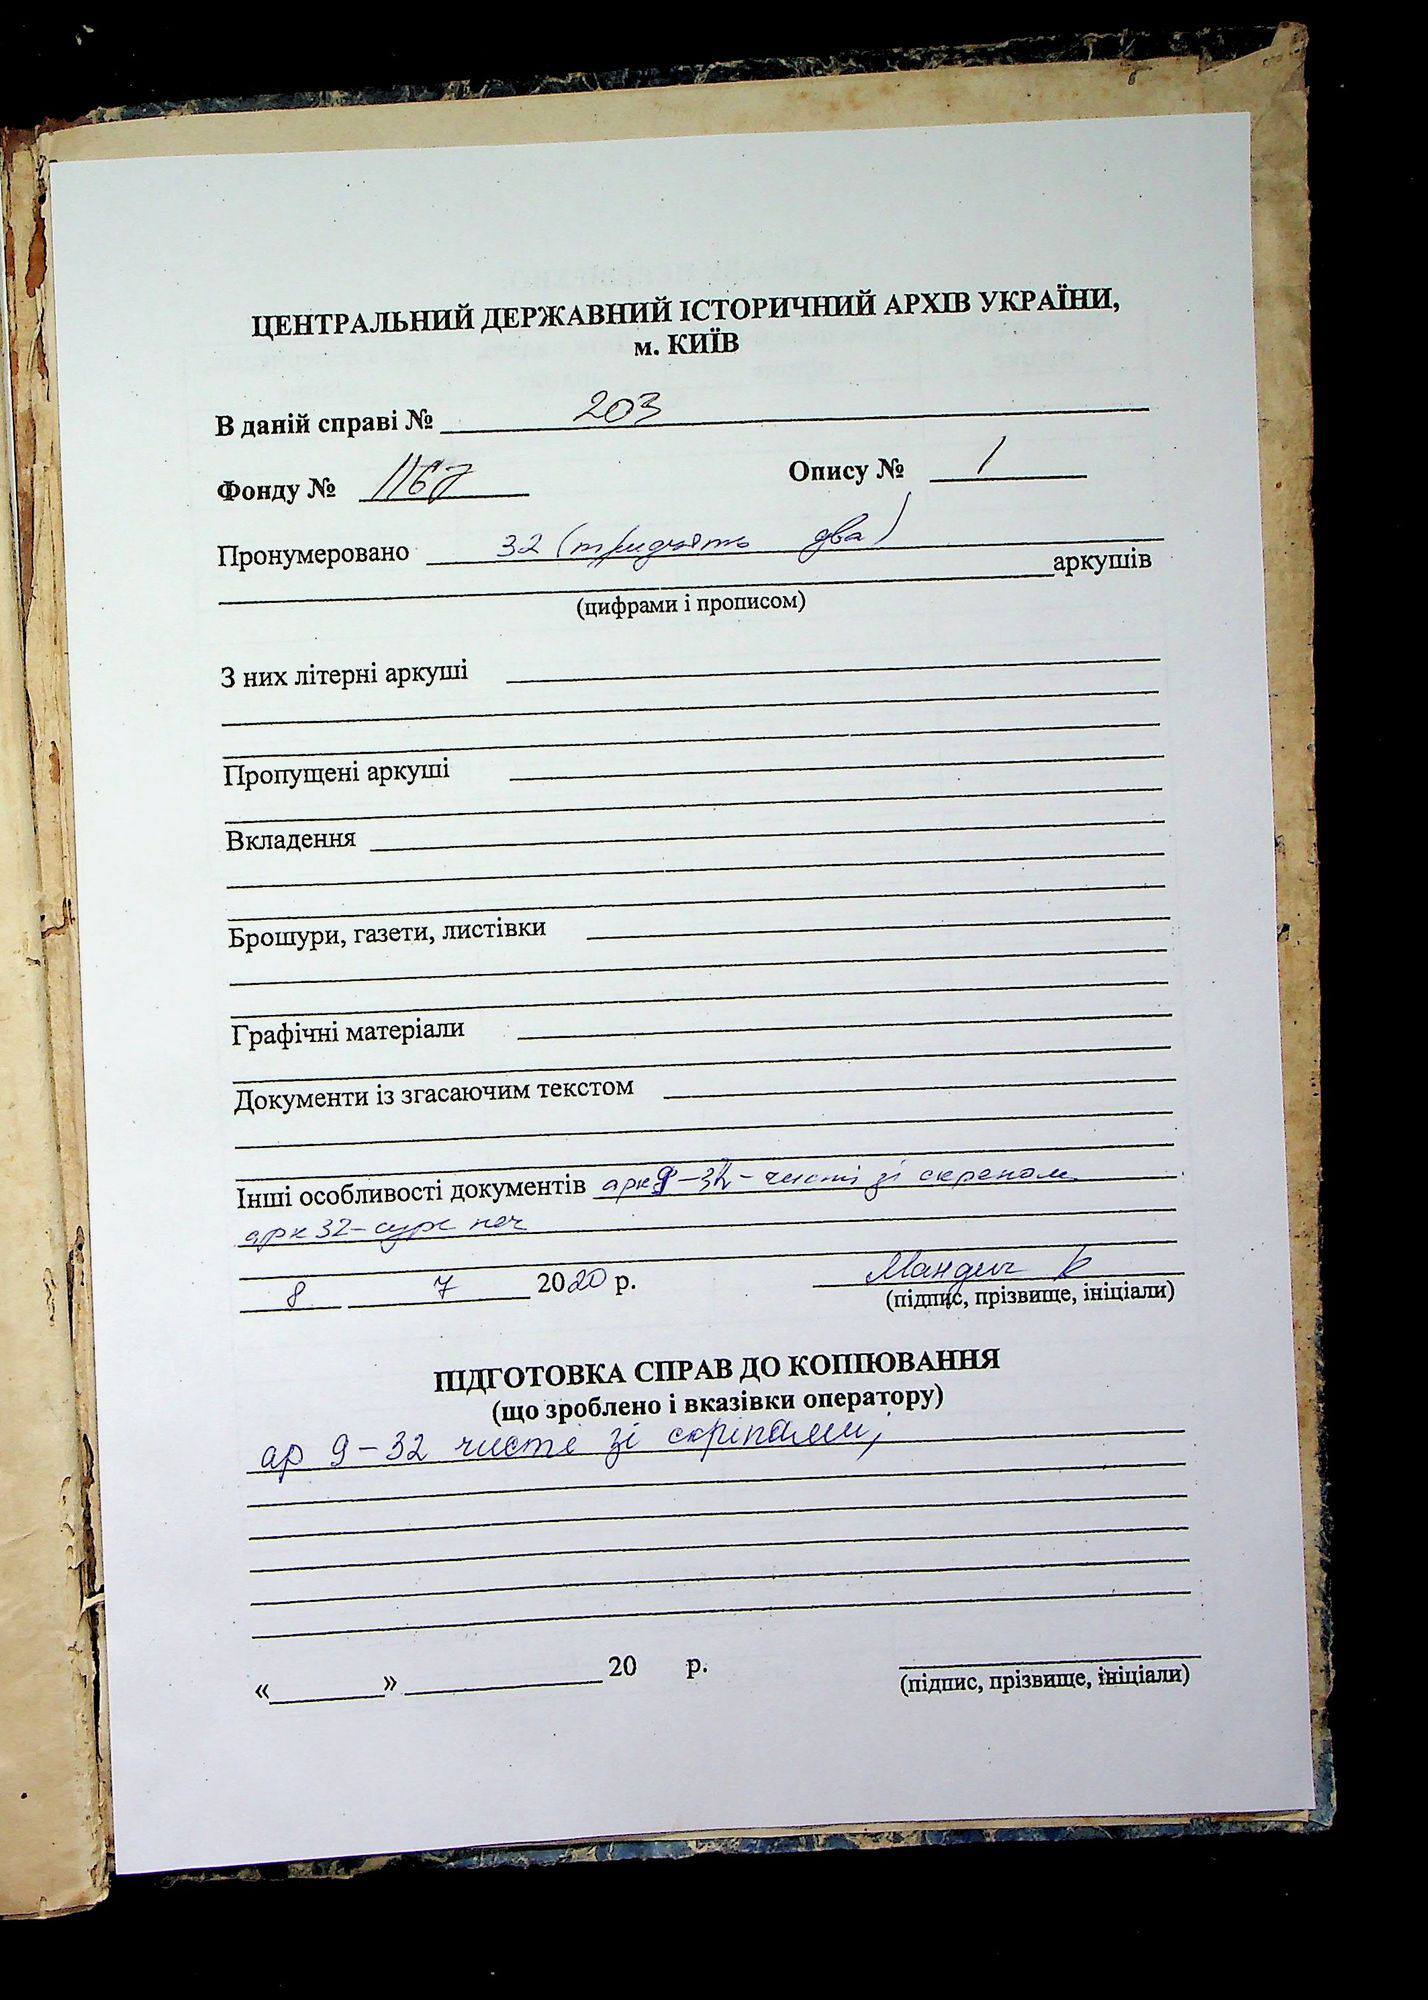 ЦЕНТРАЛЬНИЙ ДЕРЖАВНИЙ ІСТОРИЧНИЙ АРХІВ УКРАЇНИ,
м. КИЇВ
В даній справі № 203
Фонду № 1167 Опису № 1
Пронумеровано 32 (тридцять два)
аркушів
(цифрами і прописом)
З них літерні аркуші
Пропущені аркуші
Вкладення
Брошури, газети, листівки
Графічні матеріали
Документи із згасаючим текстом
Інші особливості документів арк 9-32- чисті зі
арк 32-
8 7 2020 р. Мандич
(підпис, прізвище, ініціали)
ПІДГОТОВКА СПРАВ ДО КОПІЮВАННЯ
(що зроблено і вказівки оператору)
ар 9-32 чисте зі скріпами,
«________» ______________ 20 р.
(підпис, прізвище, ініціали)